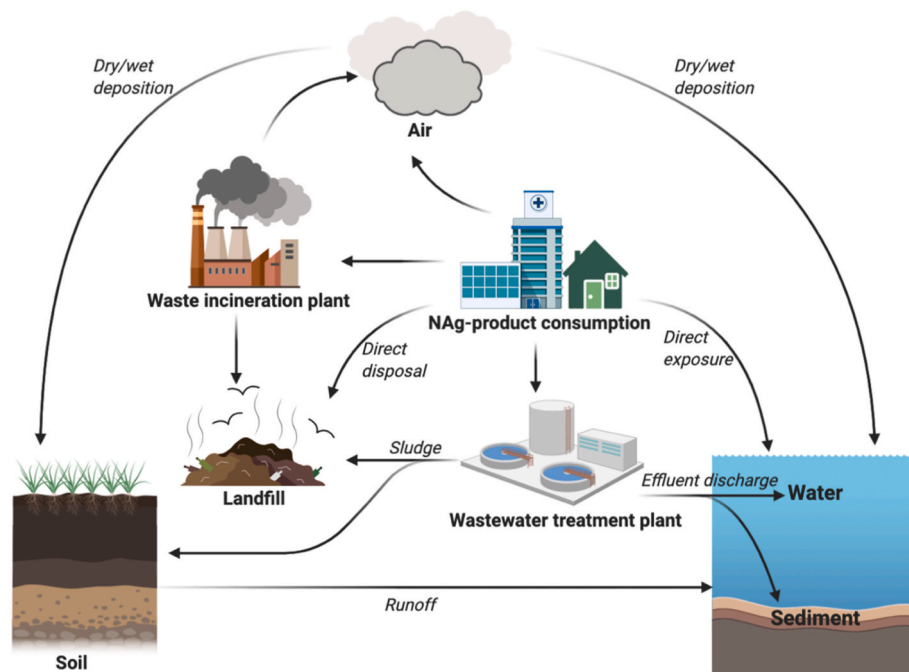 Dry/wet
deposition
Dry/wet
deposition
Air
Waste incineration plant
NAg-product consumption
Direct
disposal
Direct
exposure
Sludge
Landfill
Wastewater treatment plant
Effluent discharge
Water
Runoff
Sediment
Soil